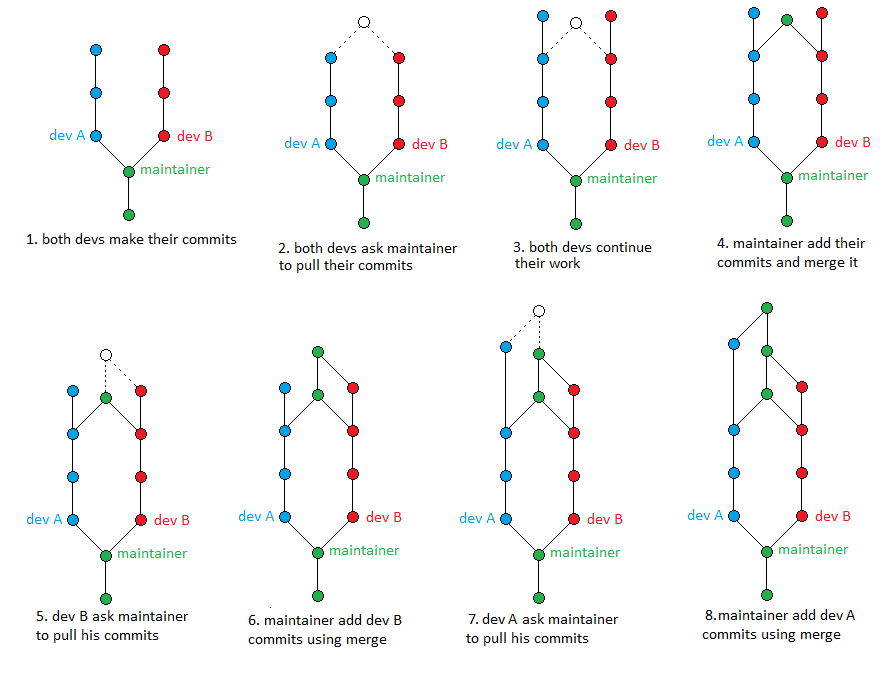 dev A
dev B
maintainer
1. both devs make their commits
dev A
dev B
maintainer
2. both devs ask maintainer
to pull their commits
dev A
dev B
maintainer
3. both devs continue
their work
dev A
dev B
maintainer
4. maintainer add their
commits and merge it
dev A
dev B
maintainer
5. dev B ask maintainer
to pull his commits
dev A
dev B
maintainer
6. maintainer add dev B
commits using merge
dev A
dev B
maintainer
7. dev A ask maintainer
to pull his commits
dev A
dev B
maintainer
8.maintainer add dev A
commits using merge